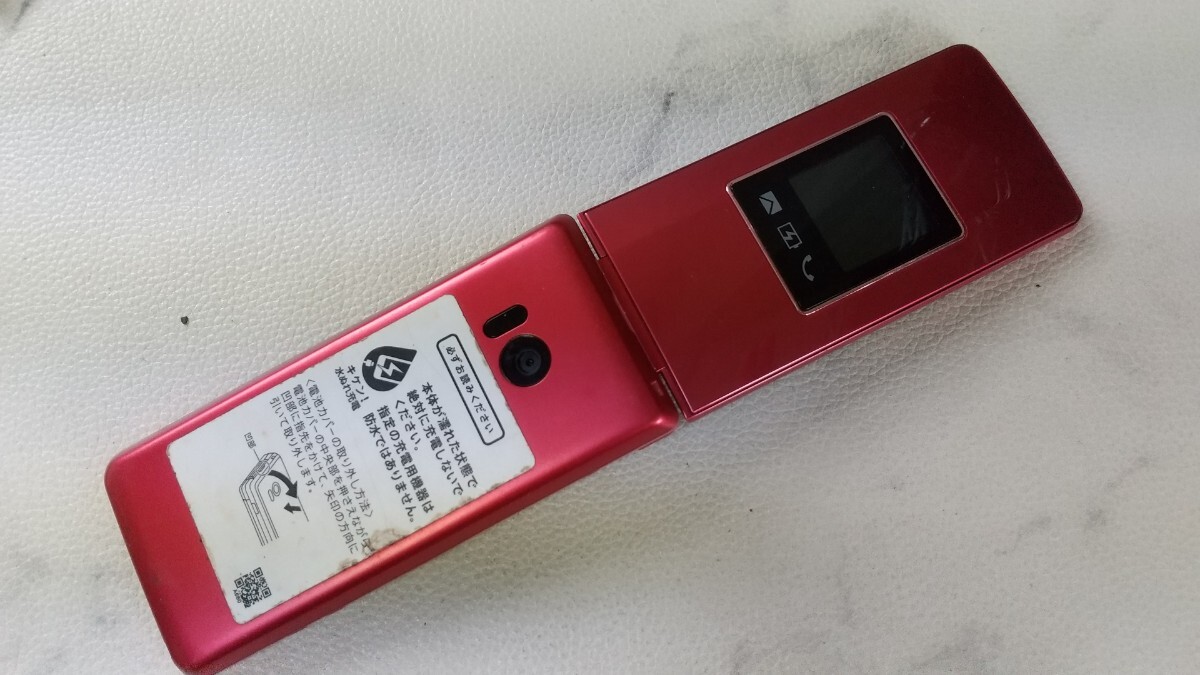 必ずお読みください
本体が濡れた状態で
絶対に充電しないで
ください。
指定の充電用機器は
防水ではありません。
キケン!
水ぬれ充電
<電池カバーの取り外し方法>
電池カバーの中央部を押さえながら
凹部に指先をかけて、矢印の方向に
引いて取り外します。
凹部